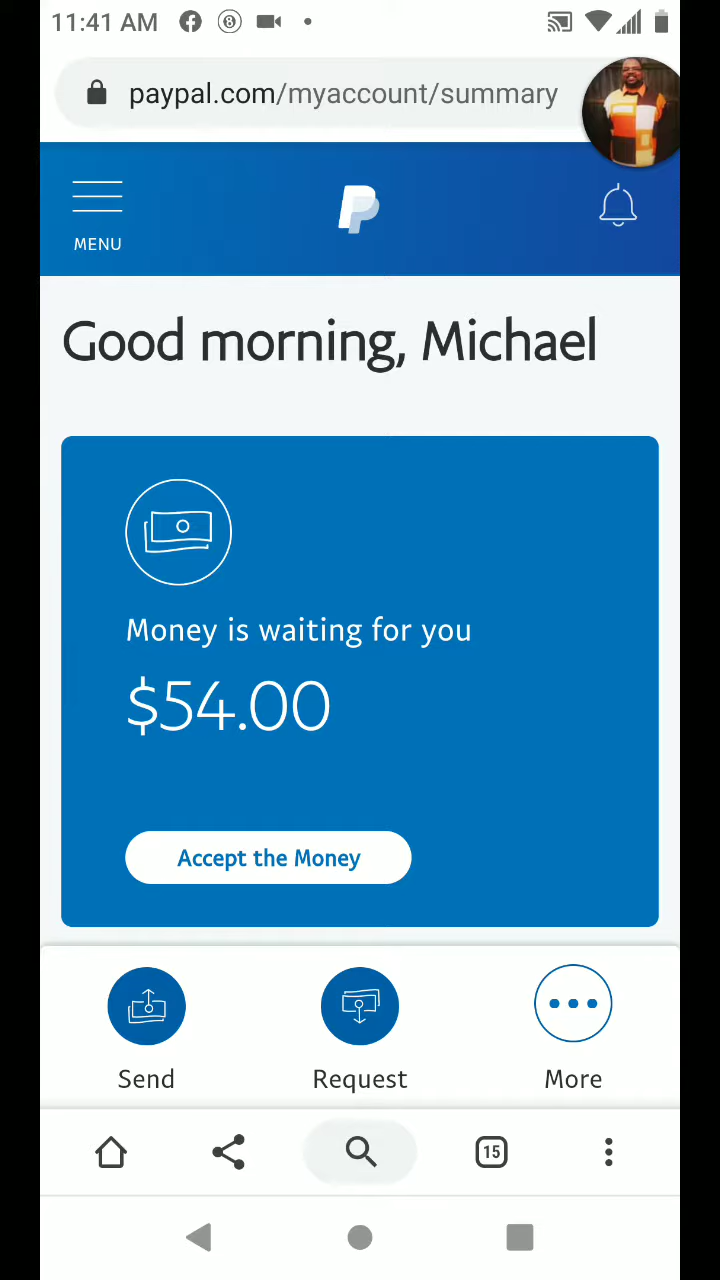 11:41 AM
paypal.com/myaccount/summary
MENU
Good morning, Michael
Money is waiting for you
$54.00
Accept the Money
Send Request More
15